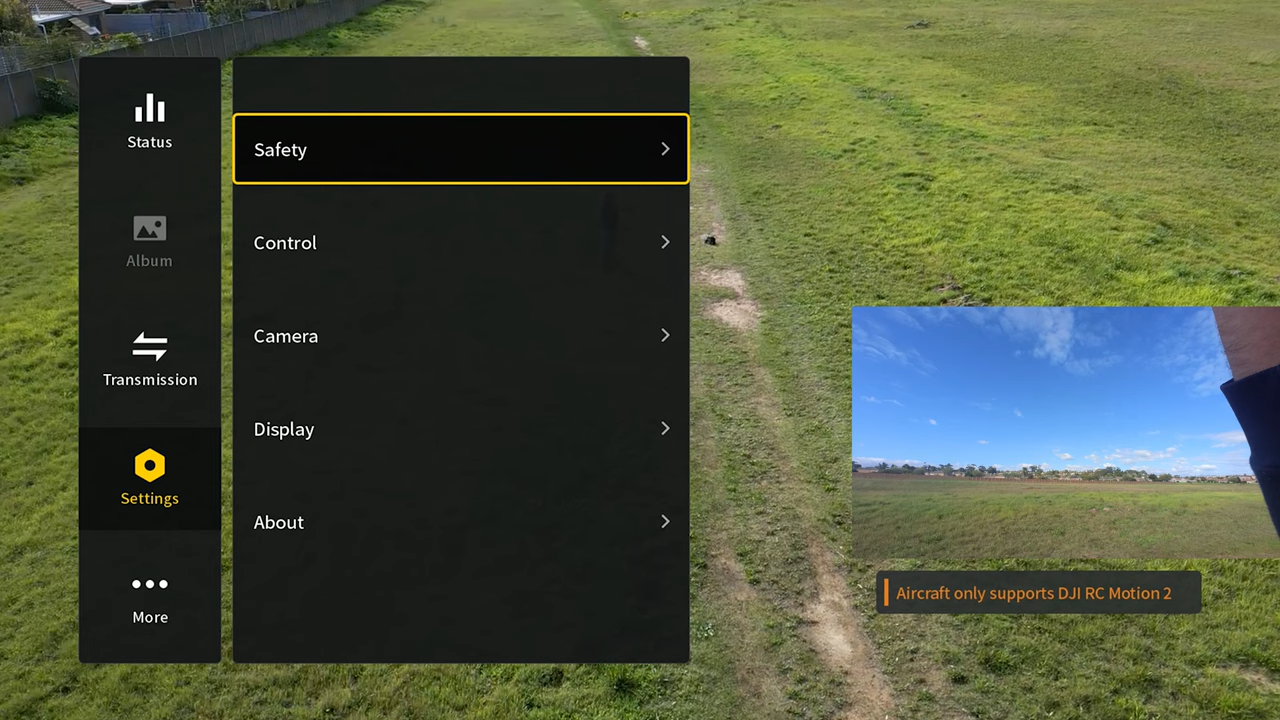 Status
Album
Transmission
Settings
More
Safety
Control
Camera
Display
About
Aircraft only supports DJI RC Motion 2